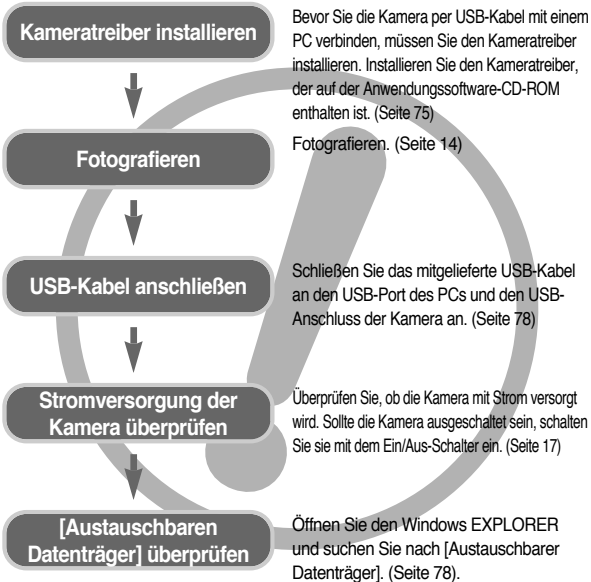 Kameratreiber installieren
Bevor Sie die Kamera per USB-Kabel mit einem
PC verbinden, müssen Sie den Kameratreiber
installieren. Installieren Sie den Kameratreiber,
der auf der Anwendungssoftware-CD-ROM
enthalten ist. (Seite 75)
Fotografieren
Fotografieren. (Seite 14)
USB-Kabel anschließen
Schließen Sie das mitgelieferte USB-Kabel
an den USB-Port des PCs und den USB-
Anschluss der Kamera an. (Seite 78)
Stromversorgung der
Kamera überprüfen
Überprüfen Sie, ob die Kamera mit Strom versorgt
wird. Sollte die Kamera ausgeschaltet sein, schalten
Sie sie mit dem Ein/Aus-Schalter ein. (Seite 17)
[Austauschbaren
Datenträger] überprüfen
Öffnen Sie den Windows EXPLORER
und suchen Sie nach [Austauschbarer
Datenträger]. (Seite 78).